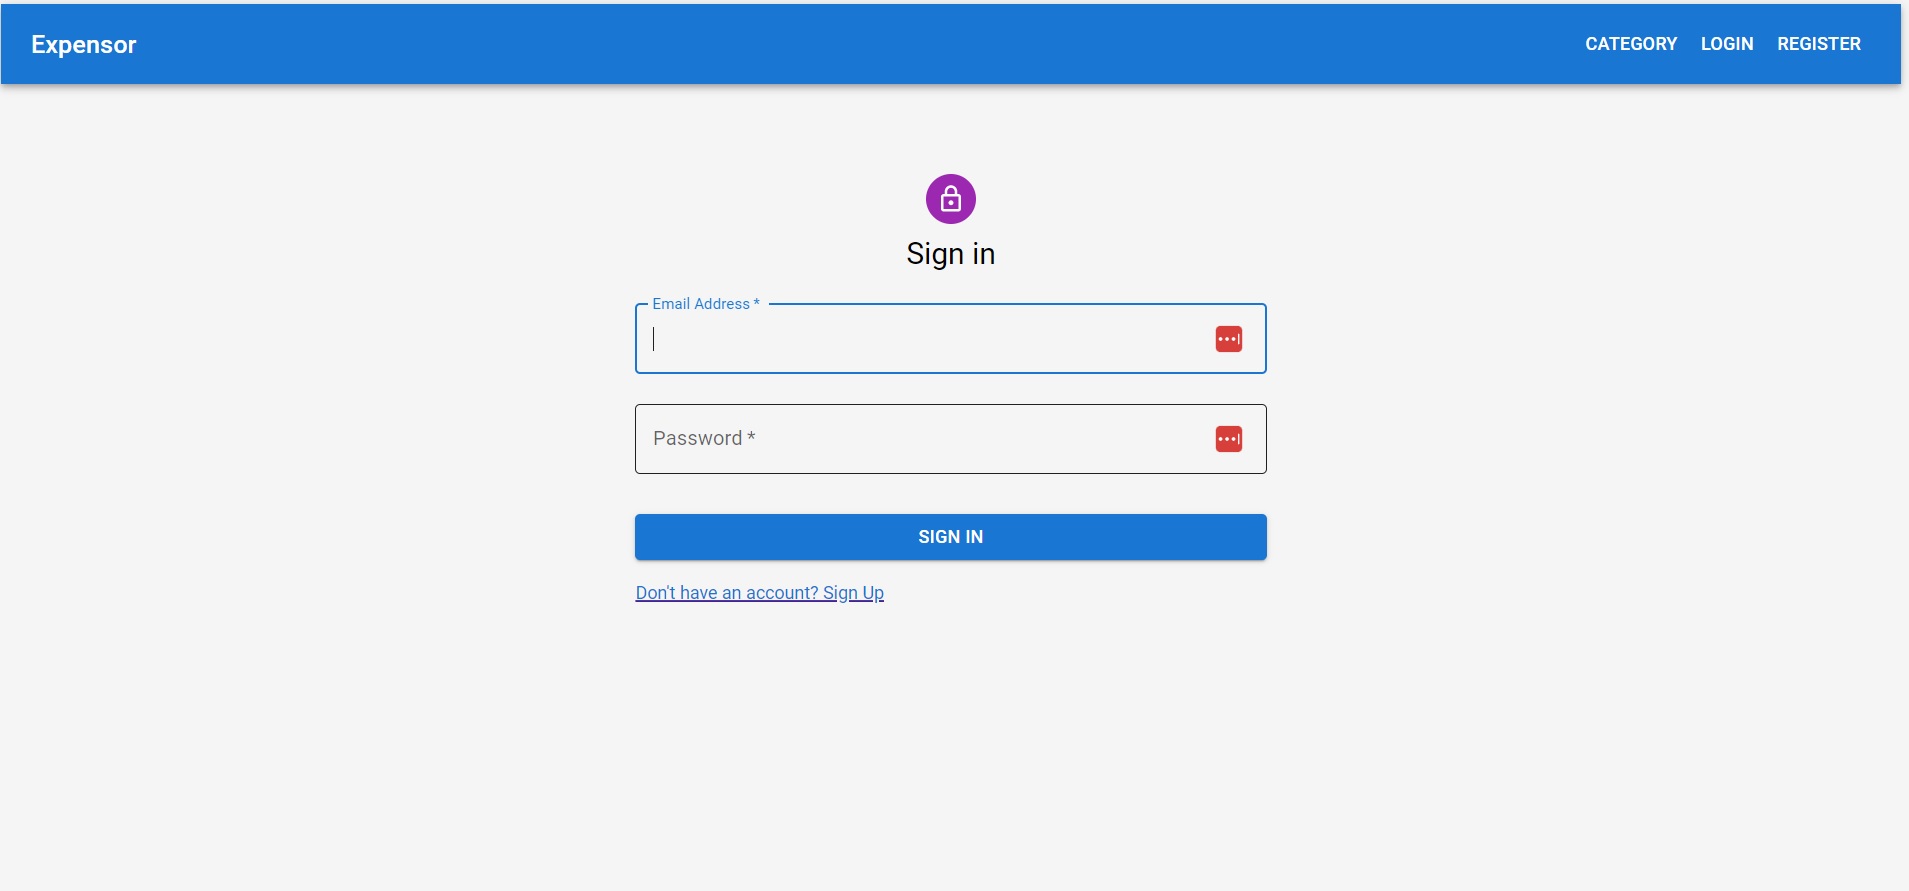 Expensor
CATEGORY LOGIN REGISTER
Sign in
Email Address *
Password *
SIGN IN
Don't have an account? Sign Up